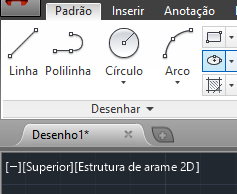 Padrão Inserir Anotação
Linha Polilinha Círculo Arco
Desenhar
Desenho1*
[−][Superior][Estrutura de arame 2D]